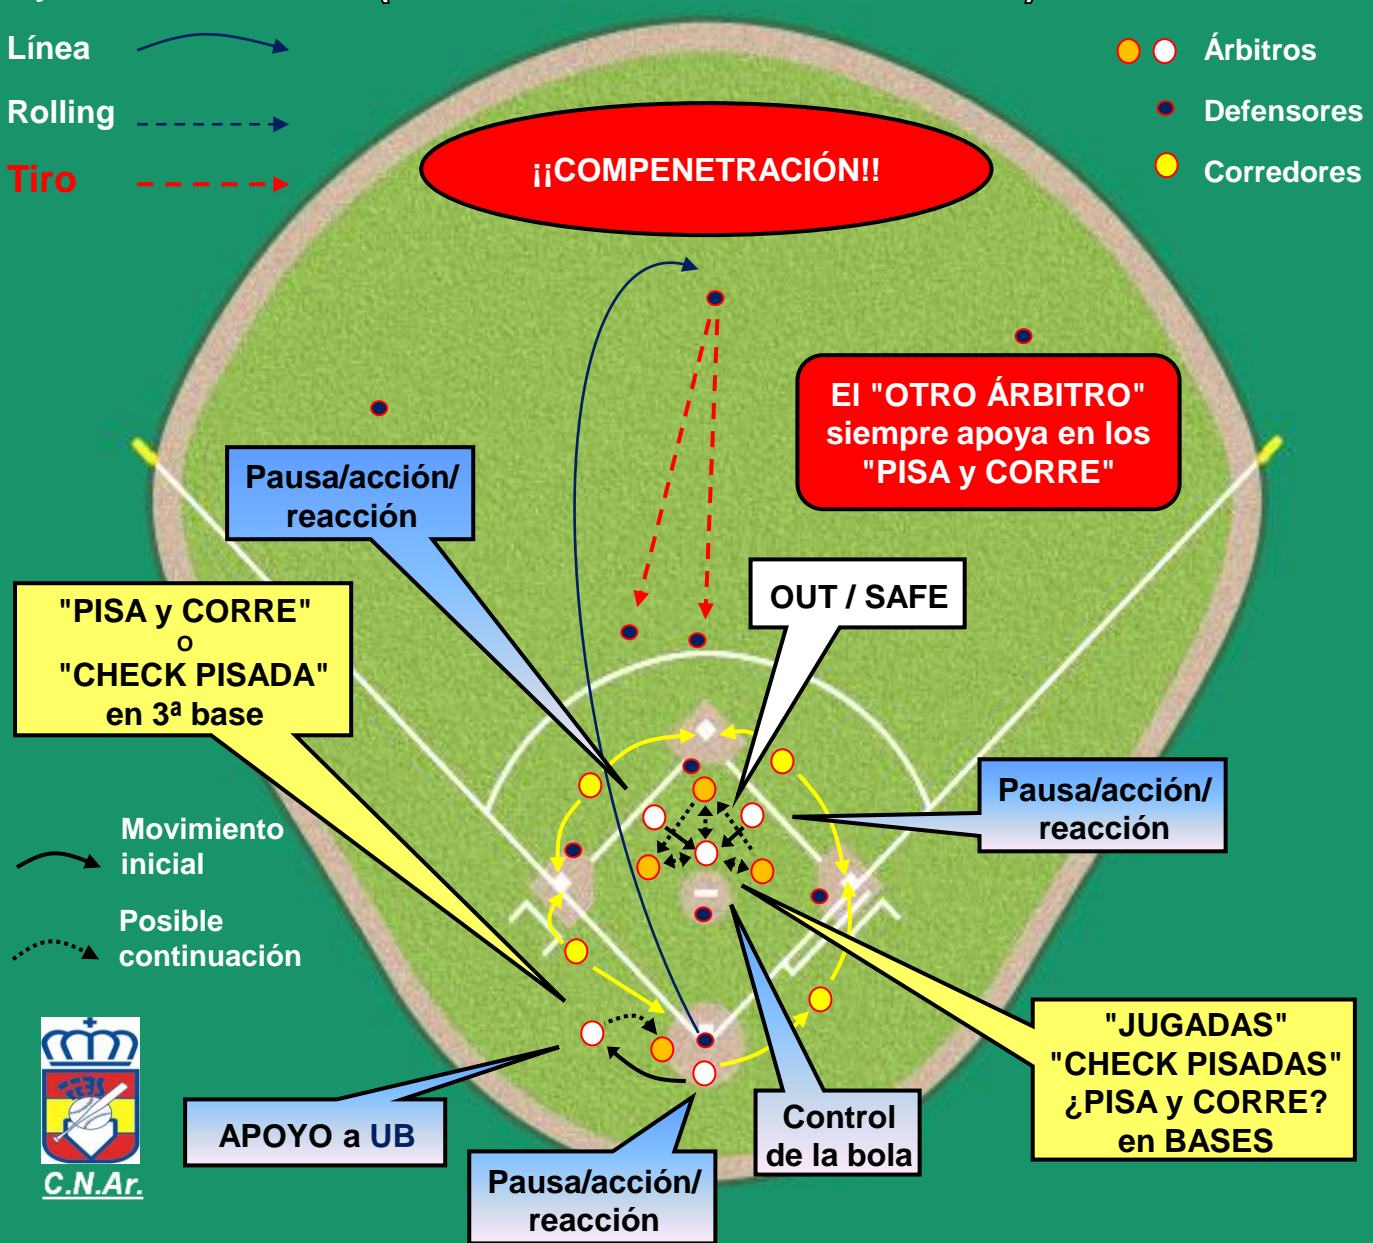 Línea
Rolling
Tiro
Árbitros
Defensores
Corredores
¡¡COMPENETRACIÓN!!
El "OTRO ÁRBITRO"
siempre apoya en los
"PISA y CORRE"
Pausa/acción/
reacción
OUT / SAFE
"PISA y CORRE"
O
"CHECK PISADA"
en 3ª base
Pausa/acción/
reacción
Movimiento
inicial
Posible
continuación
"JUGADAS"
"CHECK PISADAS"
¿PISA y CORRE?
en BASES
APOYO a UB
Control
de la bola
Pausa/acción/
reacción
C.N.Ar.